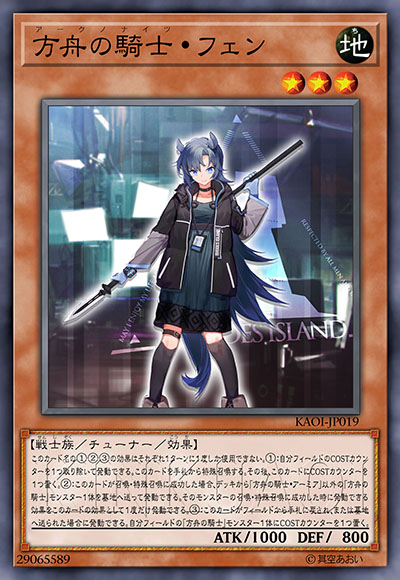 アークノナイツ
方舟の騎士・フェン
地
RESPECTED BY ALL MEN
MAY I ENJOY MY LIFE
DES ISLAND
KAOI-JP019
【戦士族／チューナー／効果】
このカード名の①②③の効果はそれぞれ1ターンに1度しか使用できない。①:自分フィールドのCOSTカウン
ターを1つ取り除いて発動できる。このカードを手札から特殊召喚する。その後、このカードにCOSTカウンター
を1つ置く。②:このカードが召喚・特殊召喚に成功した場合、デッキから「方舟の騎士・アーミア」以外の「方舟の
騎士」モンスター1体を墓地へ送って発動できる。そのモンスターの召喚・特殊召喚に成功した時に発動できる
効果をこのカードの効果として1度だけ発動できる。③:このカードがフィールドから手札に戻され、または墓地
へ送られた場合に発動できる。自分フィールドの「方舟の騎士」モンスター1体にCOSTカウンターを1つ置く。
ATK/1000 DEF/ 800
29065589
©其空あおい